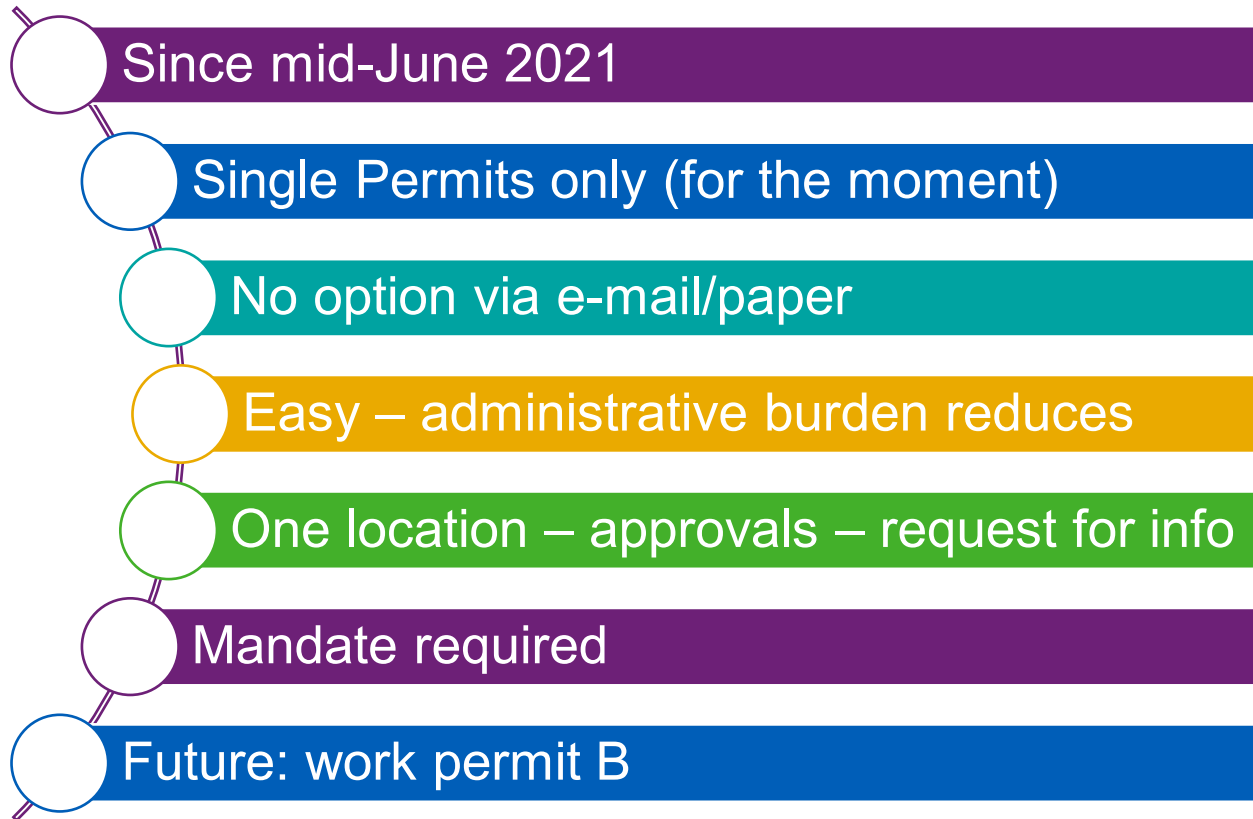 Since mid-June 2021
Single Permits only (for the moment)
No option via e-mail/paper
Easy – administrative burden reduces
One location – approvals – request for info
Mandate required
Future: work permit B